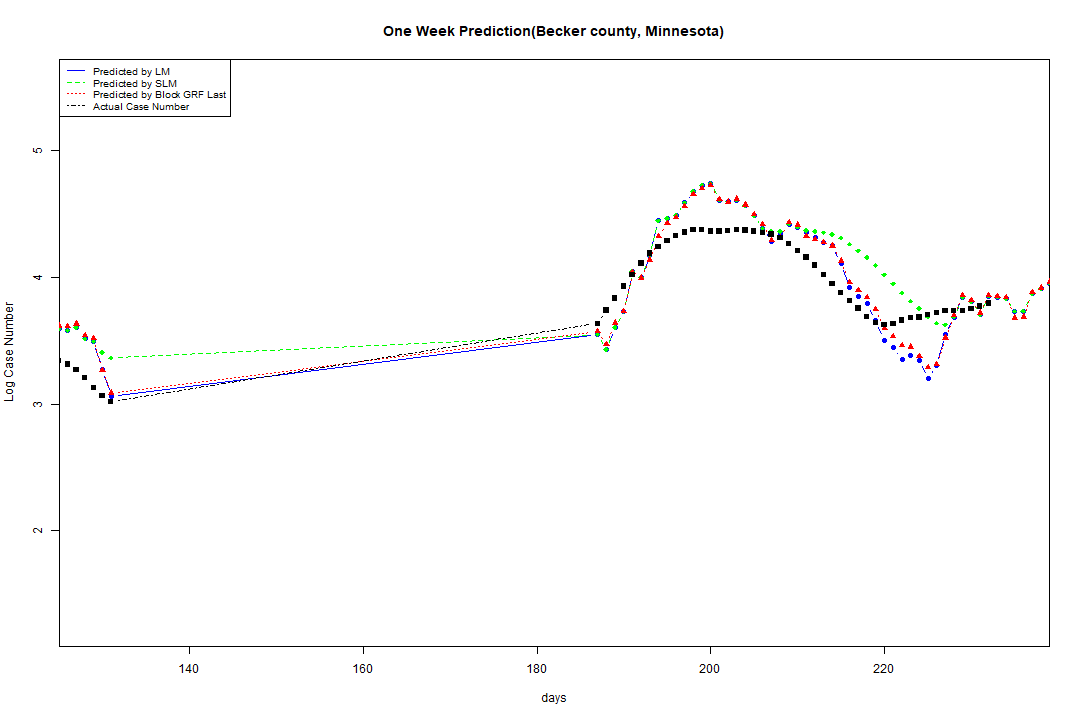 One Week Prediction(Becker county, Minnesota)
Predicted by LM
Predicted by SLM
Predicted by Block GRF Last
Actual Case Number
5
4
3
2
Log Case Number
140 160 180 200 220
days